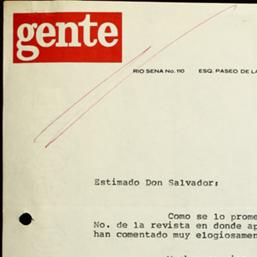 gente
RIO SENA No. 110 ESQ. PASEO DE LA
Estimado Don Salvador:
Como se lo prome
No. de la revista en donde ap
han comentado muy elogiosamen